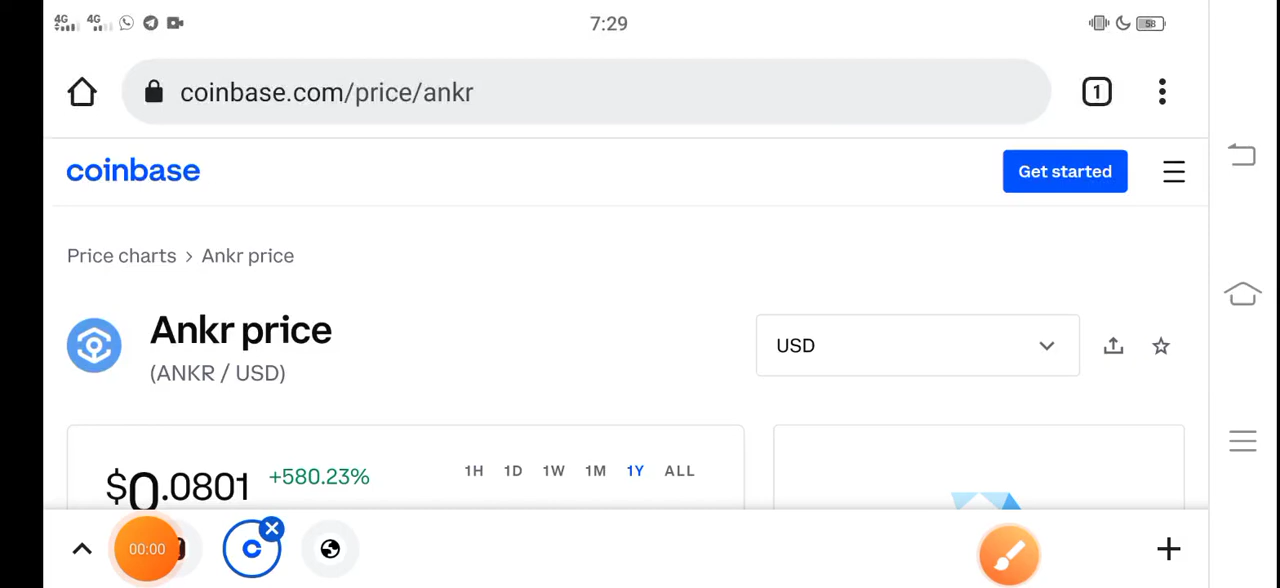 4G 4G 7:29 58
coinbase.com/price/ankr 1
coinbase Get started
Price charts > Ankr price
Ankr price
(ANKR / USD)
USD
$0.0801 +580.23% 1H 1D 1W 1M 1Y ALL
00:00